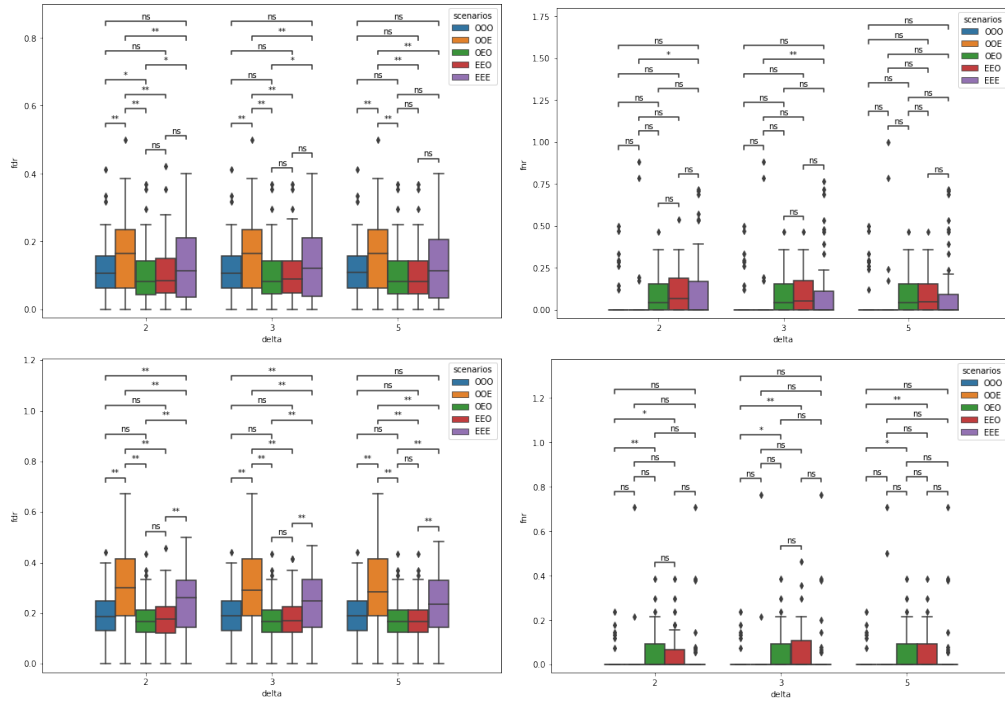 ns ns ns
** **
ns ns **
* * **
* ns ns
** ** ns
** ** ** ns
** ** **
ns
ns ns
ns
ns
scenarios
OOO
OOE
OEO
EEO
EEE
0.8
0.6
0.4
0.2
0.0
fdr
2 3 5
delta
ns
ns
ns ns
ns
* **
ns
ns ns
ns
ns ns
ns
ns ns
ns ns
ns ns
ns
ns ns
ns ns
ns
ns ns
ns
ns
ns
scenarios
OOO
OOE
OEO
EEO
EEE
1.75
1.50
1.25
1.00
0.75
0.50
0.25
0.00
fnr
2 3 5
delta
** ** ns
** ** ns
ns ns **
** ** **
ns ns ns
** ** **
** ** ns **
** ** **
** ** **
ns ns
scenarios
OOO
OOE
OEO
EEO
EEE
1.2
1.0
0.8
0.6
0.4
0.2
0.0
fdr
2 3 5
delta
ns
ns ns ns
ns ** **
* ns ns
ns * ns
** ns *
ns ns ns
ns ns ns ns
ns ns ns ns
ns
ns
scenarios
OOO
OOE
OEO
EEO
EEE
1.2
1.0
0.8
0.6
0.4
0.2
0.0
fnr
2 3 5
delta